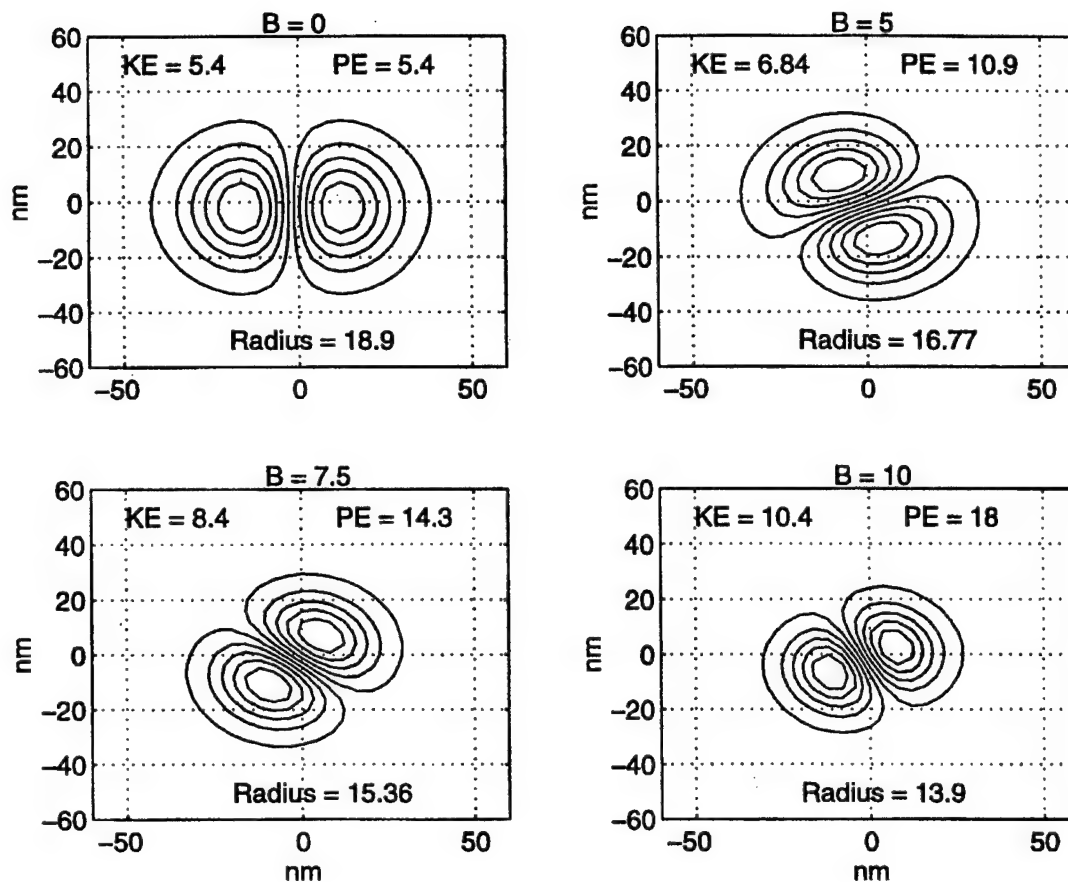 B = 0
KE = 5.4 PE = 5.4
60
40
20
0
−20
−40
−60
nm
Radius = 18.9
−50 0 50
B = 5
KE = 6.84 PE = 10.9
60
40
20
0
−20
−40
−60
Radius = 16.77
−50 0 50
B = 7.5
KE = 8.4 PE = 14.3
60
40
20
0
−20
−40
−60
nm
Radius = 15.36
−50 0 50
nm
B = 10
KE = 10.4 PE = 18
60
40
20
0
−20
−40
−60
Radius = 13.9
−50 0 50
nm